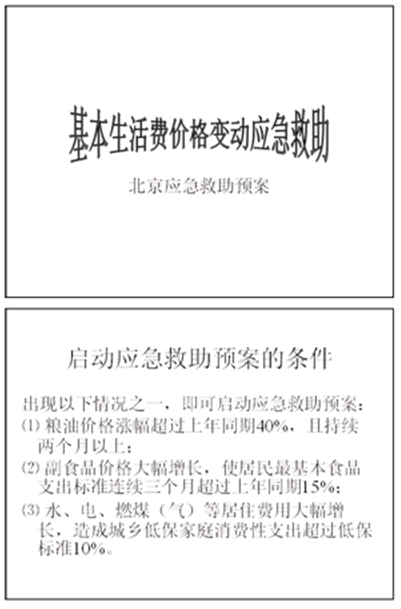 基本生活费价格变动应急救助
北京应急救助预案
启动应急救助预案的条件
出现以下情况之一，即可启动应急救助预案：
⑴ 粮油价格涨幅超过上年同期40%，且持续
两个月以上；
⑵ 副食品价格大幅增长，使居民最基本食品
支出标准连续三个月超过上年同期15%；
⑶ 水、电、燃煤（气）等居住费用大幅增
长，造成城乡低保家庭消费性支出超过低保
标准10%。